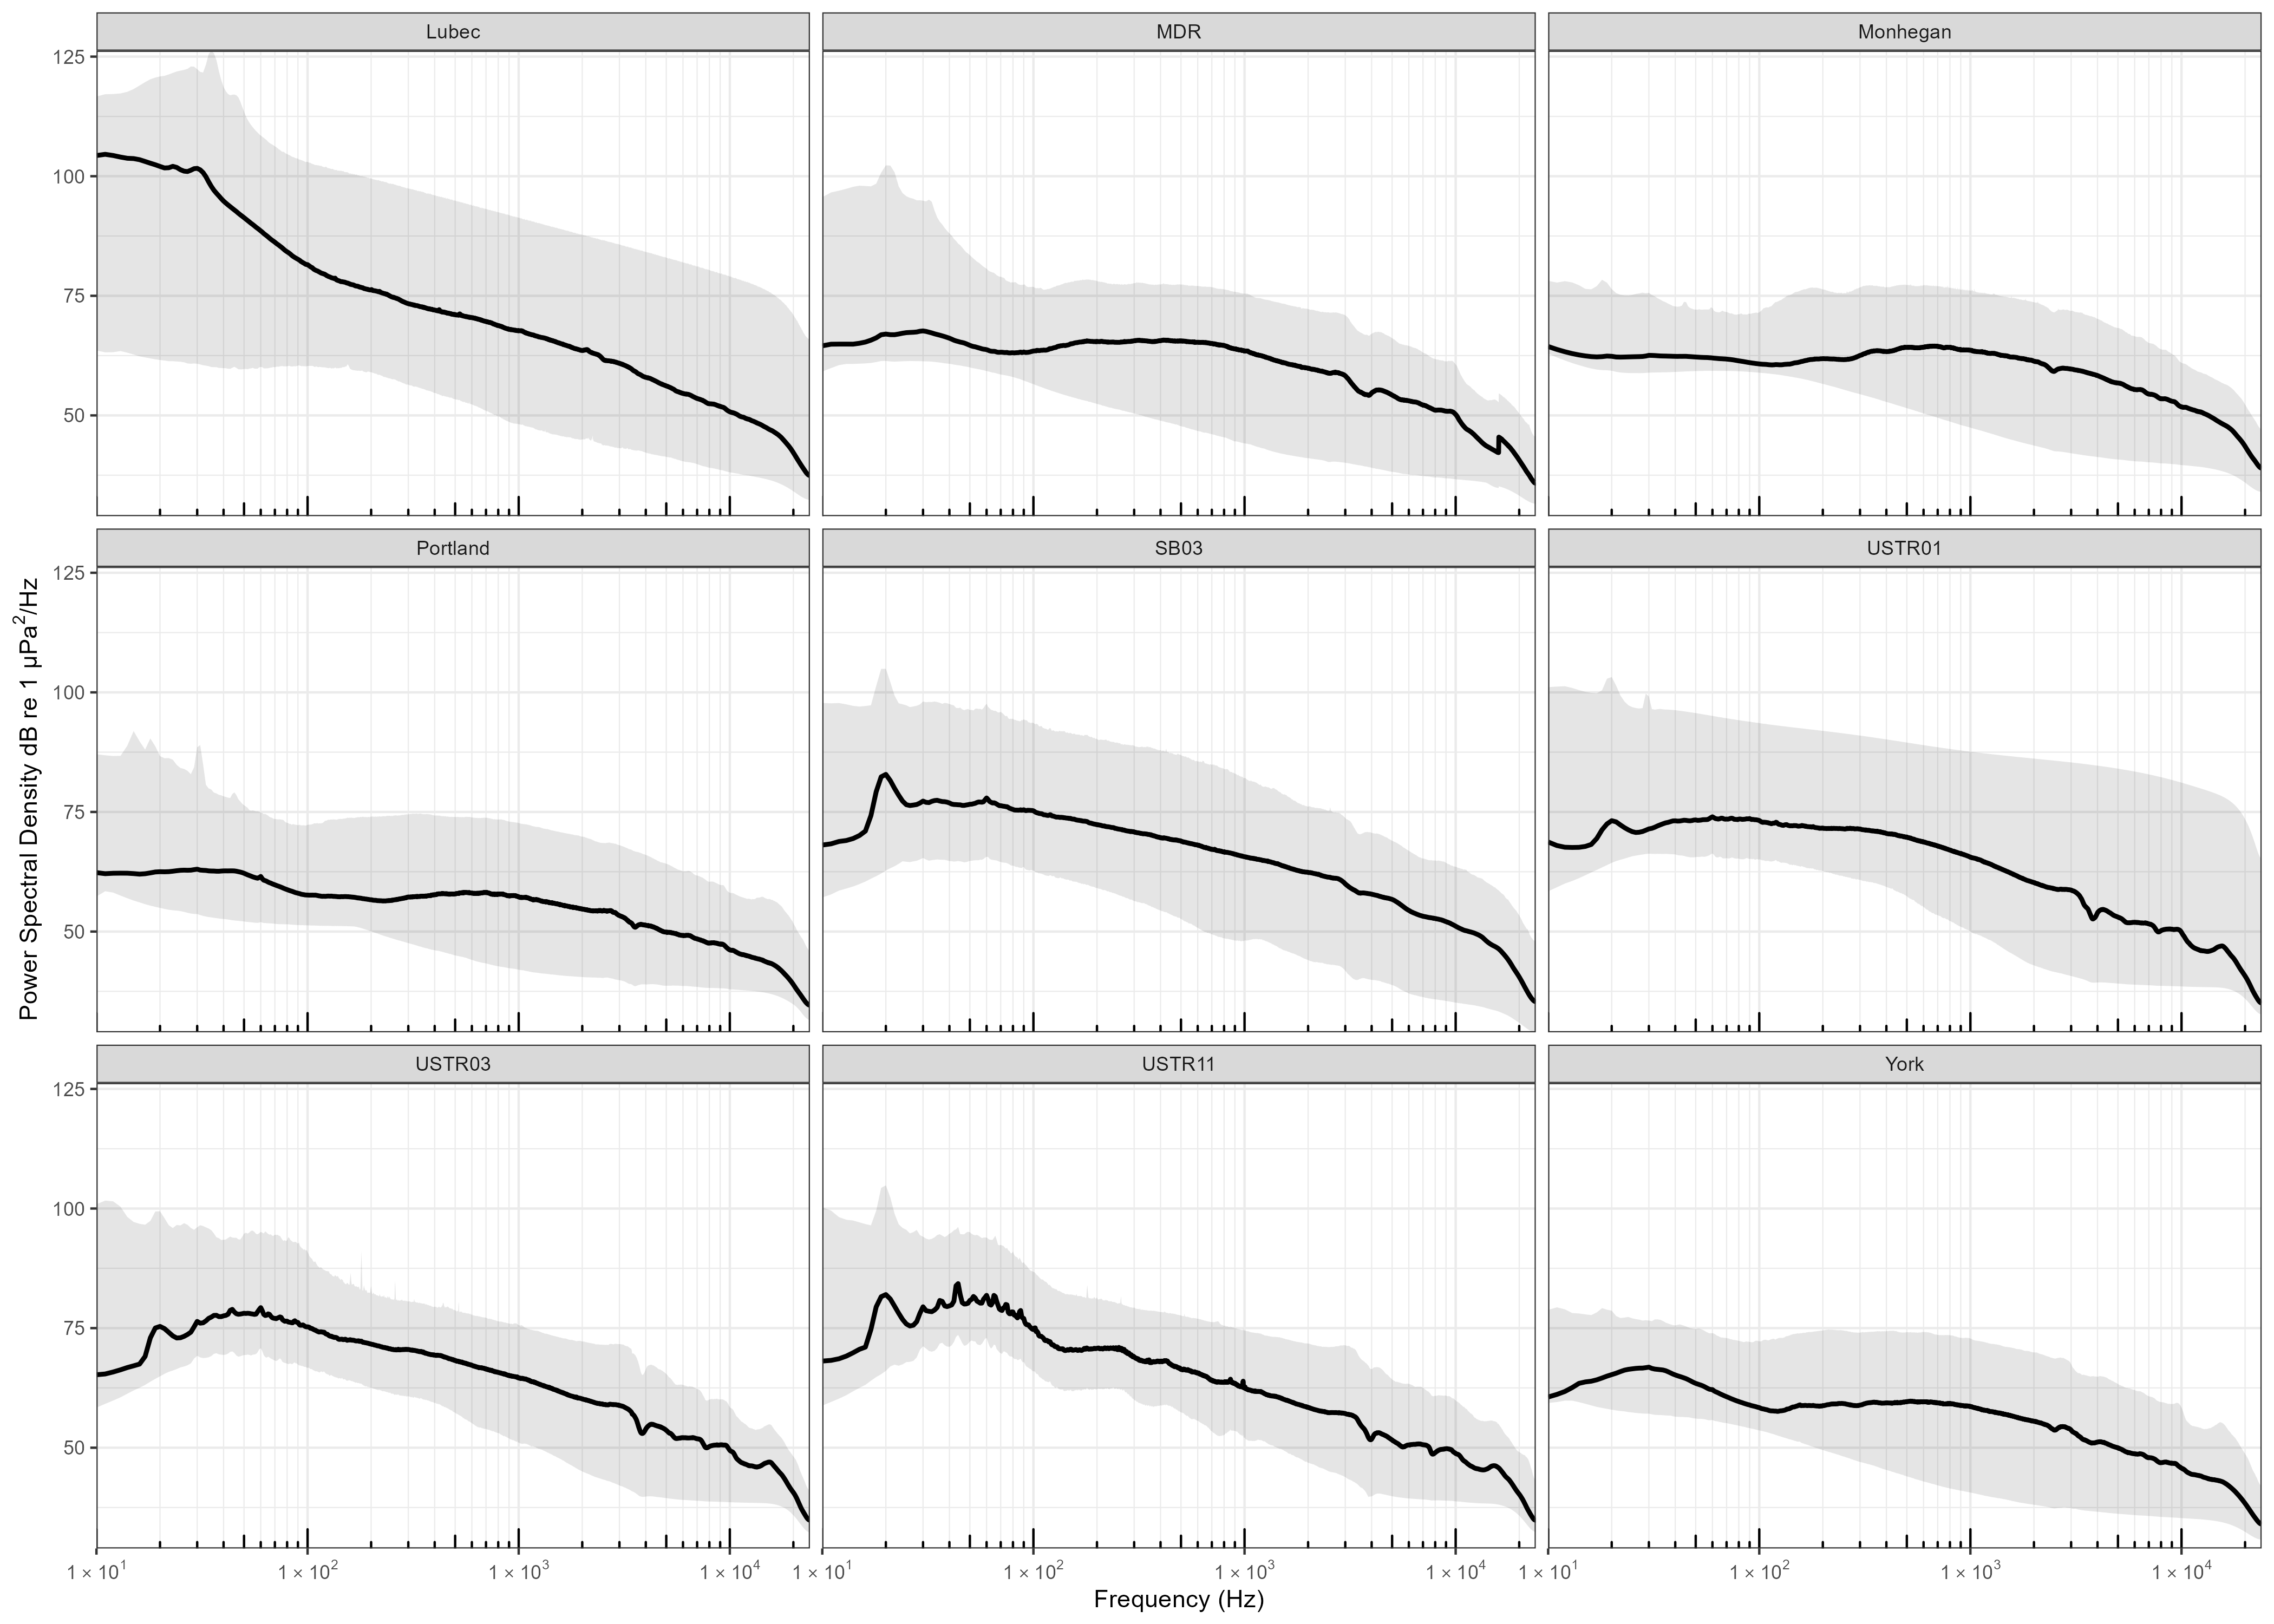 Lubec MDR Monhegan
125
100
75
50
Portland SB03 USTR01
125
100
75
50
Power Spectral Density dB re 1 µPa²/Hz
USTR03 USTR11 York
125
100
75
50
1 × 10¹ 1 × 10² 1 × 10³ 1 × 10⁴ 1 × 10¹ 1 × 10² 1 × 10³ 1 × 10⁴ 1 × 10¹ 1 × 10² 1 × 10³ 1 × 10⁴
Frequency (Hz)